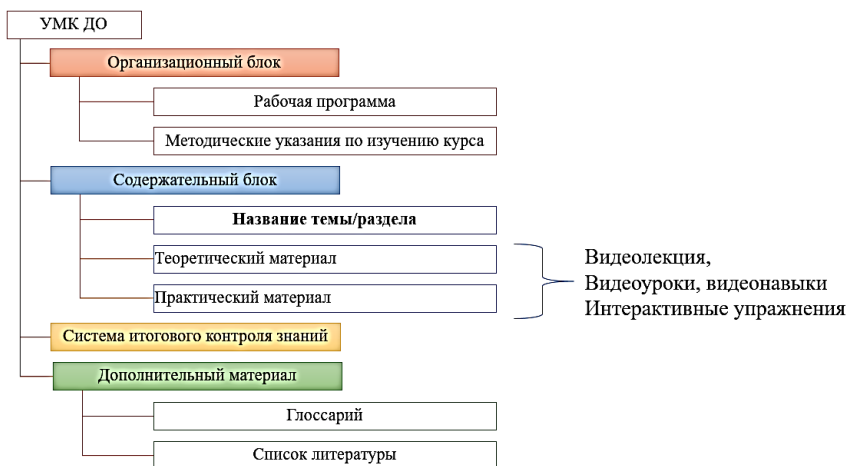 УМК ДО
Организационный блок
Рабочая программа
Методические указания по изучению курса
Содержательный блок
Название темы/раздела
Теоретический материал
Практический материал
Видеолекция,
Видеоуроки, видеонавыки
Интерактивные упражнения
Система итогового контроля знаний
Дополнительный материал
Глоссарий
Список литературы